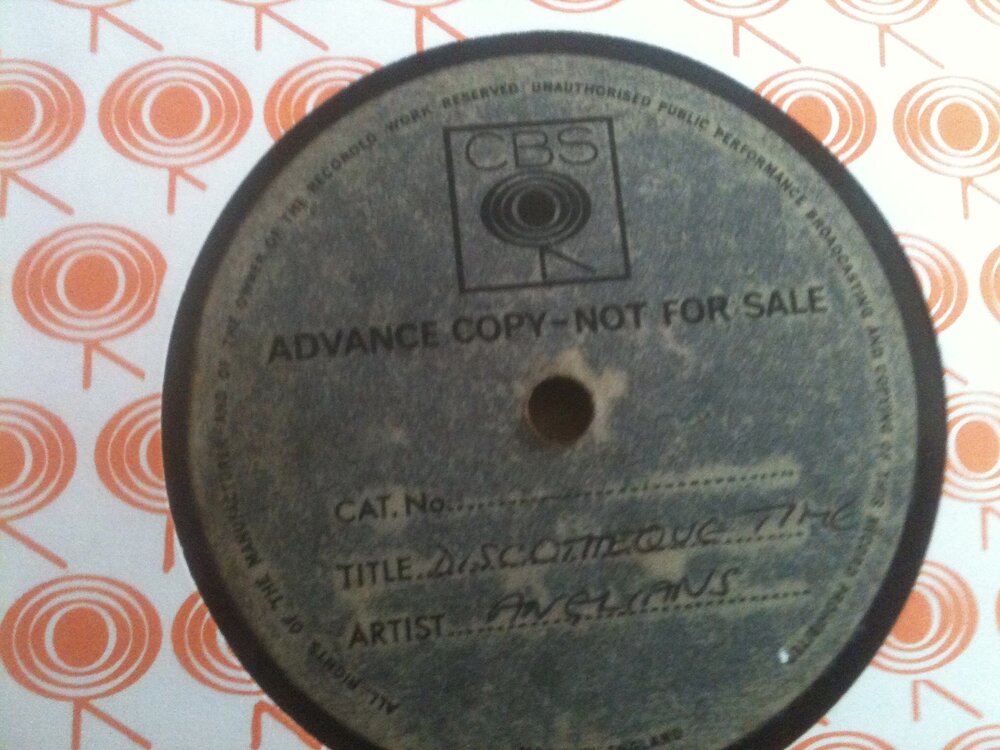 ALL RIGHTS OF THE MANUFACTURER AND OF THE OWNER OF THE RECORDED WORK RESERVED UNAUTHORISED PUBLIC PERFORMANCE BROADCASTING AND COPYING OF THIS RECORD PROHIBITED
CBS
ADVANCE COPY-NOT FOR SALE
CAT. No.
TITLE DISCOTHEQUE TIME
ARTIST ANGLIANS
ENGLAND